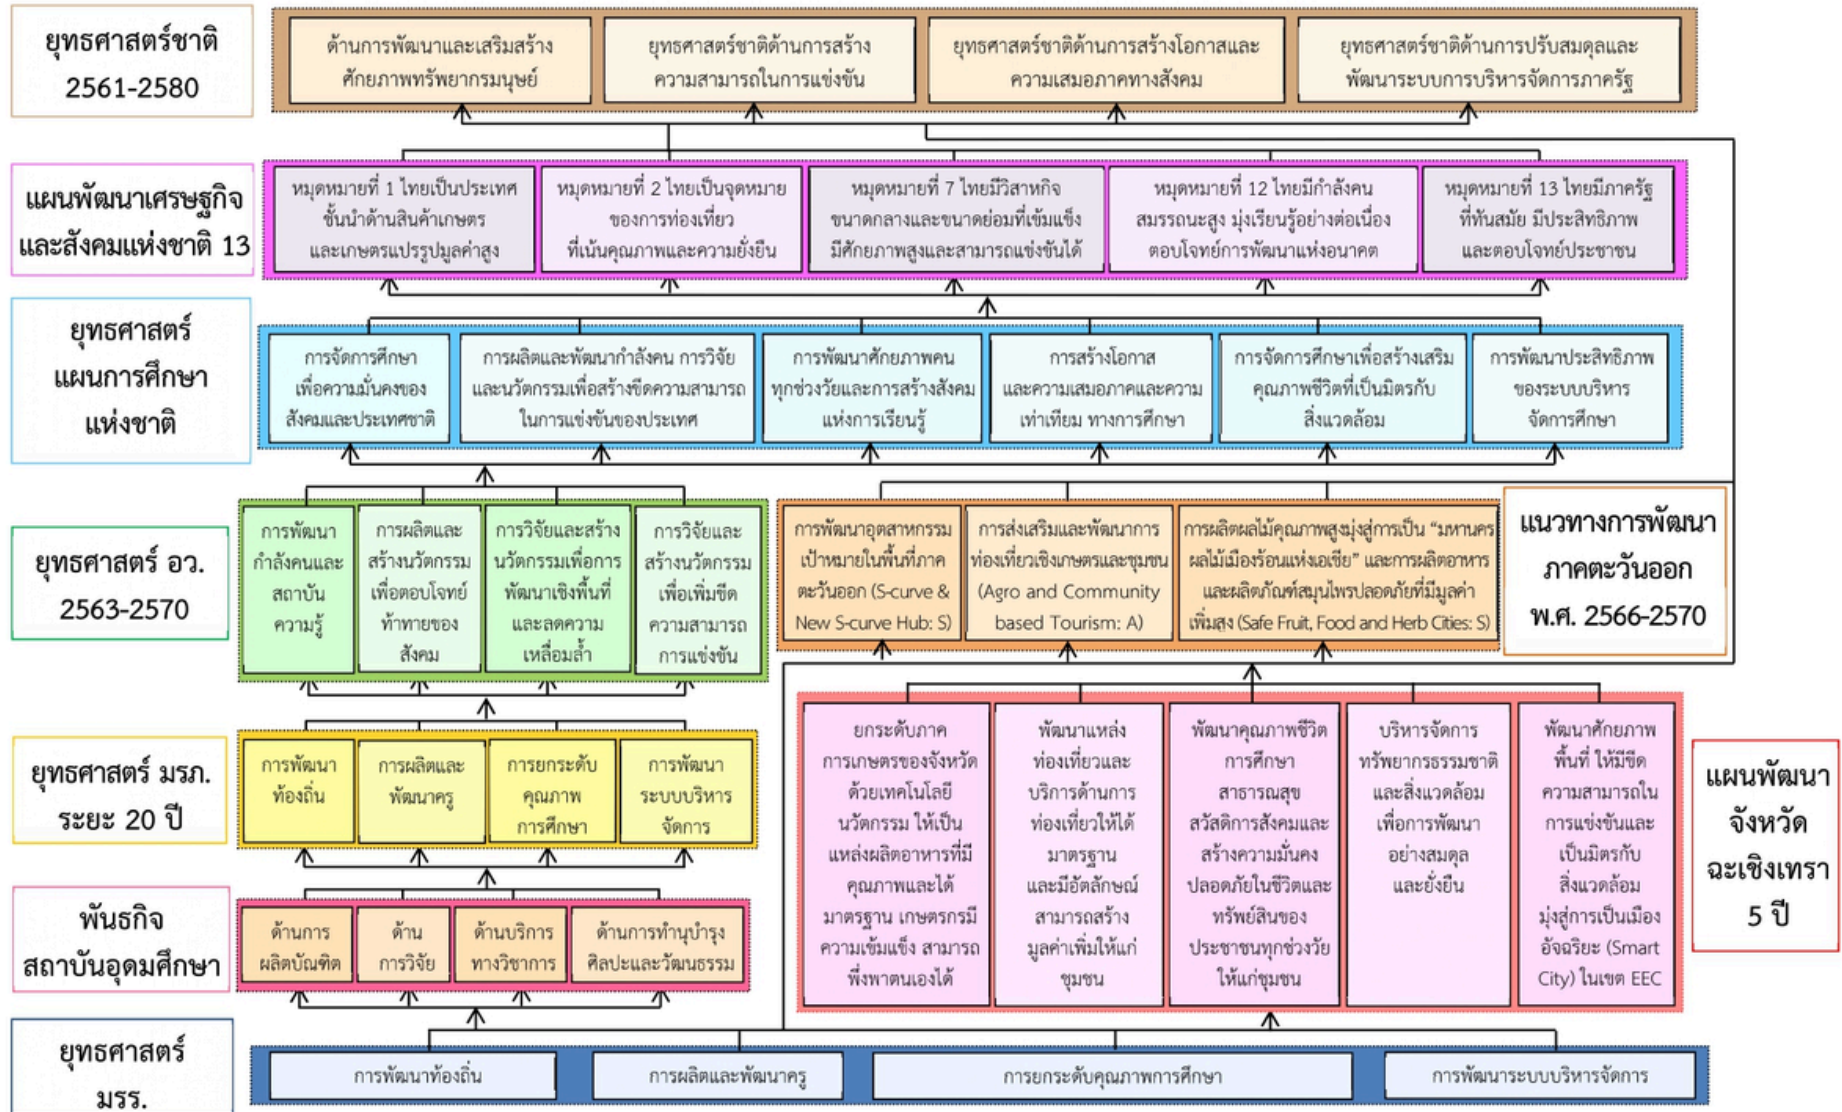 ยุทธศาสตร์ชาติ
2561-2580
ด้านการพัฒนาและเสริมสร้าง
ศักยภาพทรัพยากรมนุษย์
ยุทธศาสตร์ชาติด้านการสร้าง
ความสามารถในการแข่งขัน
ยุทธศาสตร์ชาติด้านการสร้างโอกาสและ
ความเสมอภาคทางสังคม
ยุทธศาสตร์ชาติด้านการปรับสมดุลและ
พัฒนาระบบการบริหารจัดการภาครัฐ
แผนพัฒนาเศรษฐกิจ
และสังคมแห่งชาติ 13
หมุดหมายที่ 1 ไทยเป็นประเทศ
ชั้นนำด้านสินค้าเกษตร
และเกษตรแปรรูปมูลค่าสูง
หมุดหมายที่ 2 ไทยเป็นจุดหมาย
ของการท่องเที่ยว
ที่เน้นคุณภาพและความยั่งยืน
หมุดหมายที่ 7 ไทยมีวิสาหกิจ
ขนาดกลางและขนาดย่อมที่เข้มแข็ง
มีศักยภาพสูงและสามารถแข่งขันได้
หมุดหมายที่ 12 ไทยมีกำลังคน
สมรรถนะสูง มุ่งเรียนรู้อย่างต่อเนื่อง
ตอบโจทย์การพัฒนาแห่งอนาคต
หมุดหมายที่ 13 ไทยมีภาครัฐ
ที่ทันสมัย มีประสิทธิภาพ
และตอบโจทย์ประชาชน
ยุทธศาสตร์
แผนการศึกษา
แห่งชาติ
การจัดการศึกษา
เพื่อความมั่นคงของ
สังคมและประเทศชาติ
การผลิตและพัฒนากำลังคน การวิจัย
และนวัตกรรมเพื่อสร้างขีดความสามารถ
ในการแข่งขันของประเทศ
การพัฒนาศักยภาพคน
ทุกช่วงวัยและการสร้างสังคม
แห่งการเรียนรู้
การสร้างโอกาส
และความเสมอภาคและความ
เท่าเทียม ทางการศึกษา
การจัดการศึกษาเพื่อสร้างเสริม
คุณภาพชีวิตที่เป็นมิตรกับ
สิ่งแวดล้อม
การพัฒนาประสิทธิภาพ
ของระบบบริหาร
จัดการศึกษา
ยุทธศาสตร์ อว.
2563-2570
การพัฒนา
กำลังคนและ
สถาบัน
ความรู้
การผลิตและ
สร้างนวัตกรรม
เพื่อตอบโจทย์
ท้าทายของ
สังคม
การวิจัยและสร้าง
นวัตกรรมเพื่อการ
พัฒนาเชิงพื้นที่
และลดความ
เหลื่อมล้ำ
การวิจัยและ
สร้างนวัตกรรม
เพื่อเพิ่มขีด
ความสามารถ
การแข่งขัน
การพัฒนาอุตสาหกรรม
เป้าหมายในพื้นที่ภาค
ตะวันออก (S-curve &
New S-curve Hub: S)
การส่งเสริมและพัฒนาการ
ท่องเที่ยวเชิงเกษตรและชุมชน
(Agro and Community
based Tourism: A)
การผลิตผลไม้คุณภาพสูงมุ่งสู่การเป็น “มหานคร
ผลไม้เมืองร้อนแห่งเอเชีย” และการผลิตอาหาร
และผลิตภัณฑ์สมุนไพรปลอดภัยที่มีมูลค่า
เพิ่มสูง (Safe Fruit, Food and Herb Cities: S)
แนวทางการพัฒนา
ภาคตะวันออก
พ.ศ. 2566-2570
ยุทธศาสตร์ มรภ.
ระยะ 20 ปี
การพัฒนา
ท้องถิ่น
การผลิตและ
พัฒนาครู
การยกระดับ
คุณภาพ
การศึกษา
การพัฒนา
ระบบบริหาร
จัดการ
ยกระดับภาค
การเกษตรของจังหวัด
ด้วยเทคโนโลยี
นวัตกรรม ให้เป็น
แหล่งผลิตอาหารที่มี
คุณภาพและได้
มาตรฐาน เกษตรกรมี
ความเข้มแข็ง สามารถ
พึ่งพาตนเองได้
พัฒนาแหล่ง
ท่องเที่ยวและ
บริการด้านการ
ท่องเที่ยวให้ได้
มาตรฐาน
และมีอัตลักษณ์
สามารถสร้าง
มูลค่าเพิ่มให้แก่
ชุมชน
พัฒนาคุณภาพชีวิต
การศึกษา
สาธารณสุข
สวัสดิการสังคมและ
สร้างความมั่นคง
ปลอดภัยในชีวิตและ
ทรัพย์สินของ
ประชาชนทุกช่วงวัย
ให้แก่ชุมชน
บริหารจัดการ
ทรัพยากรธรรมชาติ
และสิ่งแวดล้อม
เพื่อการพัฒนา
อย่างสมดุล
และยั่งยืน
พัฒนาศักยภาพ
พื้นที่ ให้มีขีด
ความสามารถใน
การแข่งขันและ
เป็นมิตรกับ
สิ่งแวดล้อม
มุ่งสู่การเป็นเมือง
อัจฉริยะ (Smart
City) ในเขต EEC
แผนพัฒนา
จังหวัด
ฉะเชิงเทรา
5 ปี
พันธกิจ
สถาบันอุดมศึกษา
ด้านการ
ผลิตบัณฑิต
ด้าน
การวิจัย
ด้านบริการ
ทางวิชาการ
ด้านการทำนุบำรุง
ศิลปะและวัฒนธรรม
ยุทธศาสตร์
มรร.
การพัฒนาท้องถิ่น
การผลิตและพัฒนาครู
การยกระดับคุณภาพการศึกษา
การพัฒนาระบบบริหารจัดการ